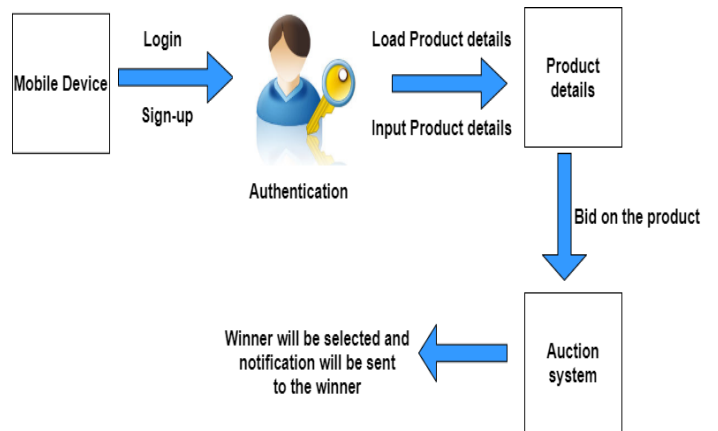 Mobile Device
Login
Sign-up
Authentication
Load Product details
Input Product details
Product
details
Bid on the product
Auction
system
Winner will be selected and
notification will be sent
to the winner